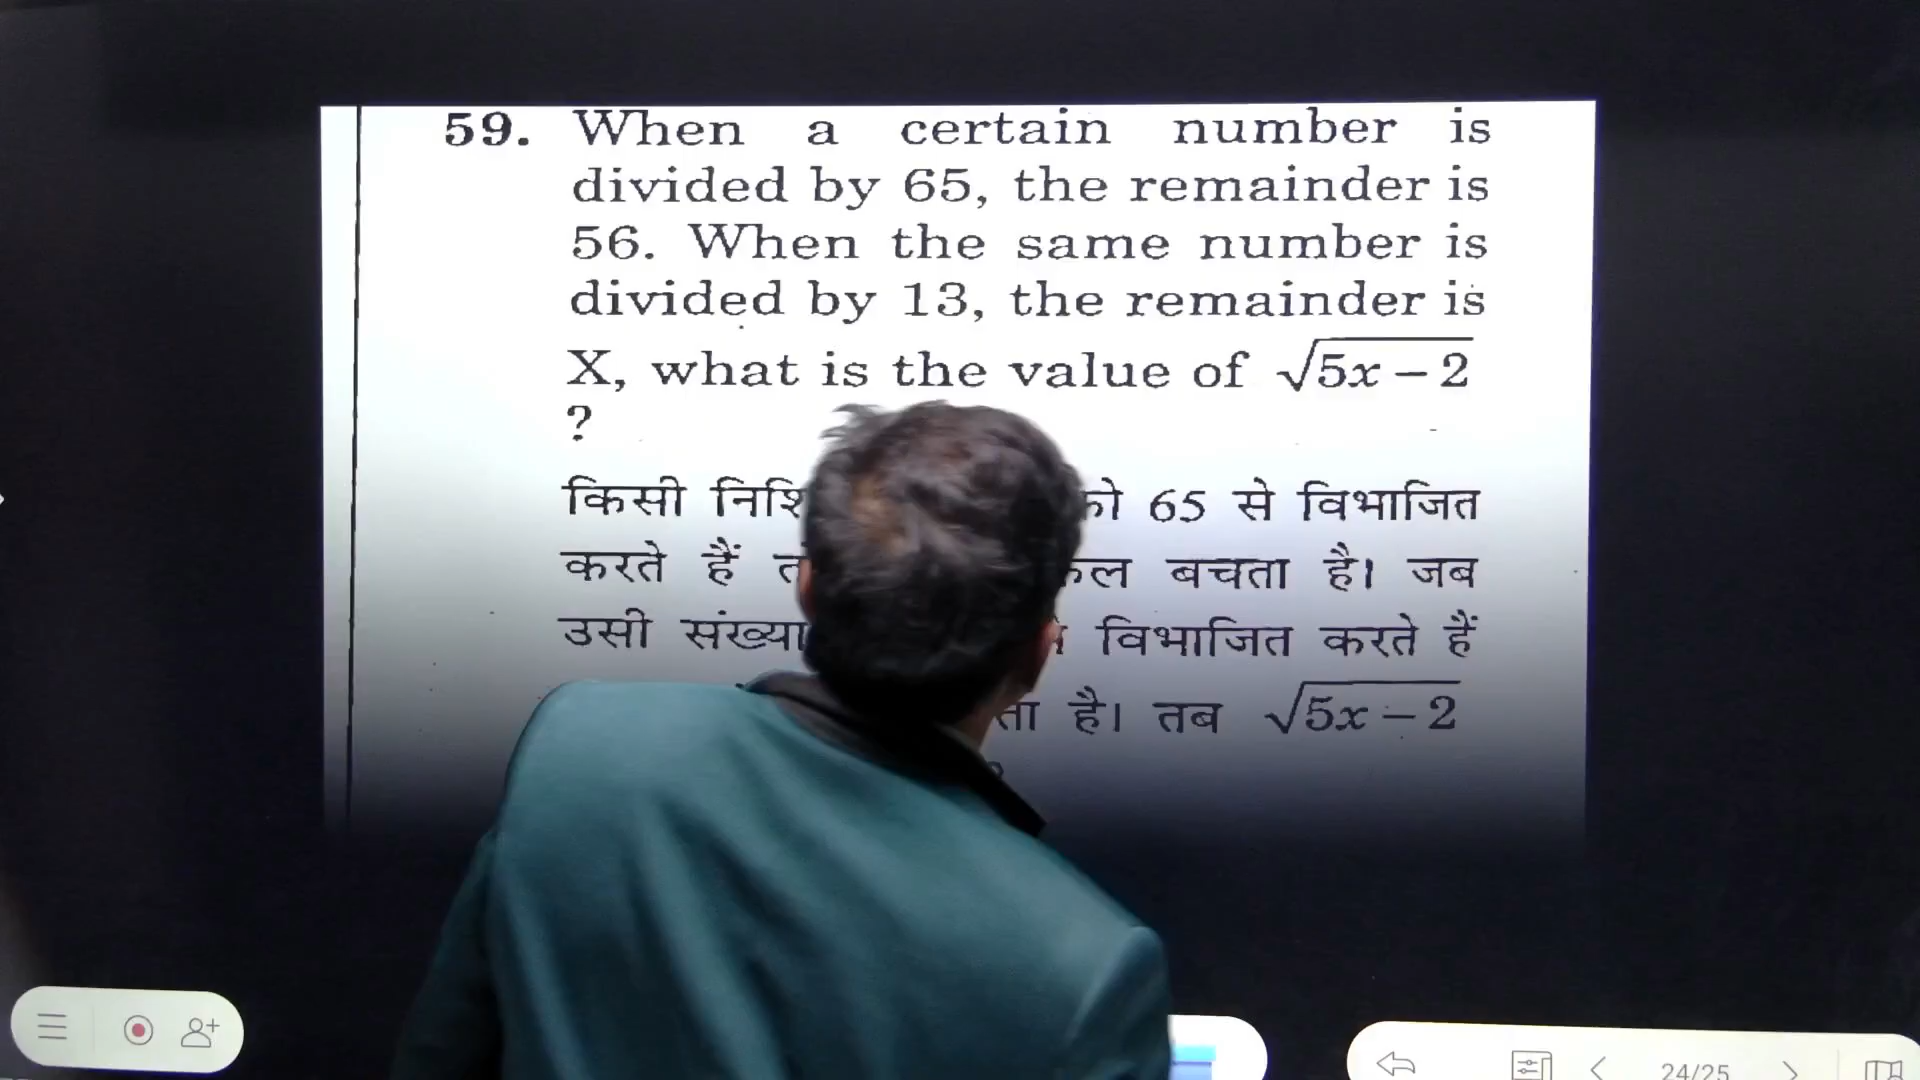 59. When a certain number is
divided by 65, the remainder is
56. When the same number is
divided by 13, the remainder is
X, what is the value of √5x – 2
?
किसी को 65 से विभाजित
करते हैं बचता है। जब
उसी संख्या विभाजित करते हैं
है। तब √5x – 2
24/25